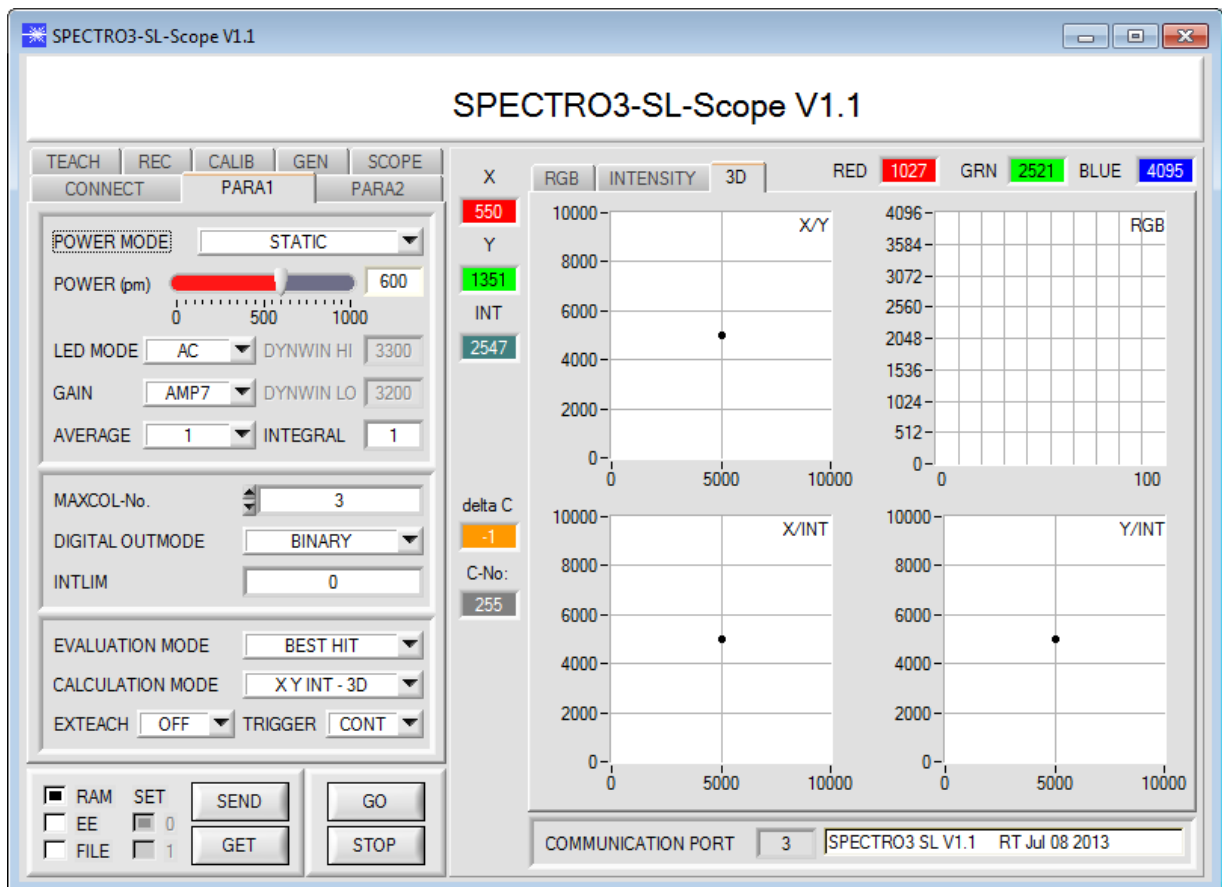 SPECTRO3-SL-Scope V1.1
SPECTRO3-SL-Scope V1.1
TEACH REC CALIB GEN SCOPE
CONNECT PARA1 PARA2
POWER MODE STATIC
POWER (pm) 600
0 500 1000
LED MODE AC DYNWIN HI 3300
GAIN AMP7 DYNWIN LO 3200
AVERAGE 1 INTEGRAL 1
MAXCOL-No. 3
DIGITAL OUTMODE BINARY
INTLIM 0
EVALUATION MODE BEST HIT
CALCULATION MODE X Y INT - 3D
EXTEACH OFF TRIGGER CONT
RAM SET
EE 0
FILE 1
SEND
GET
GO
STOP
X
550
Y
1351
INT
2547
delta C
-1
C-No:
255
RGB INTENSITY 3D
RED 1027 GRN 2521 BLUE 4095
X/Y
10000
8000
6000
4000
2000
0
0 5000 10000
RGB
4096
3584
3072
2560
2048
1536
1024
512
0
0 100
X/INT
10000
8000
6000
4000
2000
0
0 5000 10000
Y/INT
10000
8000
6000
4000
2000
0
0 5000 10000
COMMUNICATION PORT 3 SPECTRO3 SL V1.1 RT Jul 08 2013